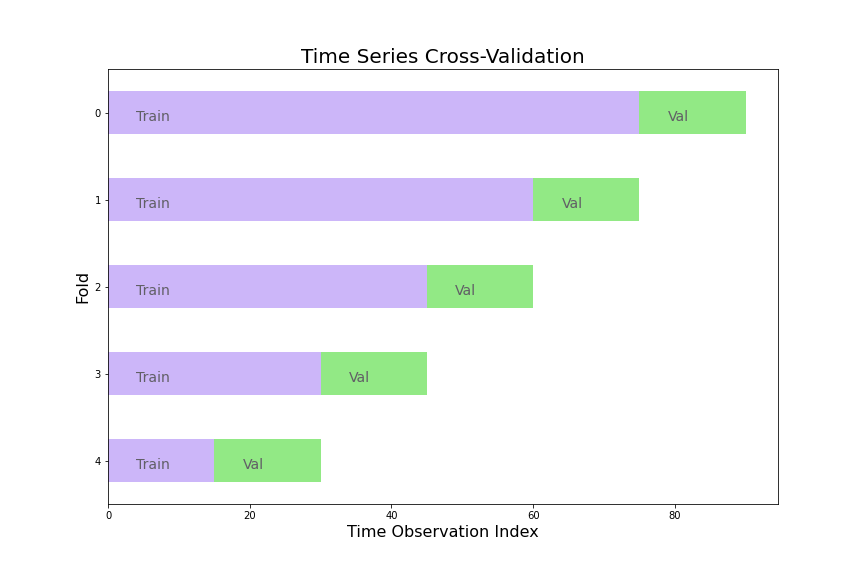 Time Series Cross-Validation
0
Train
Val
1
Train
Val
Fold
2
Train
Val
3
Train
Val
4
Train
Val
0 20 40 60 80
Time Observation Index